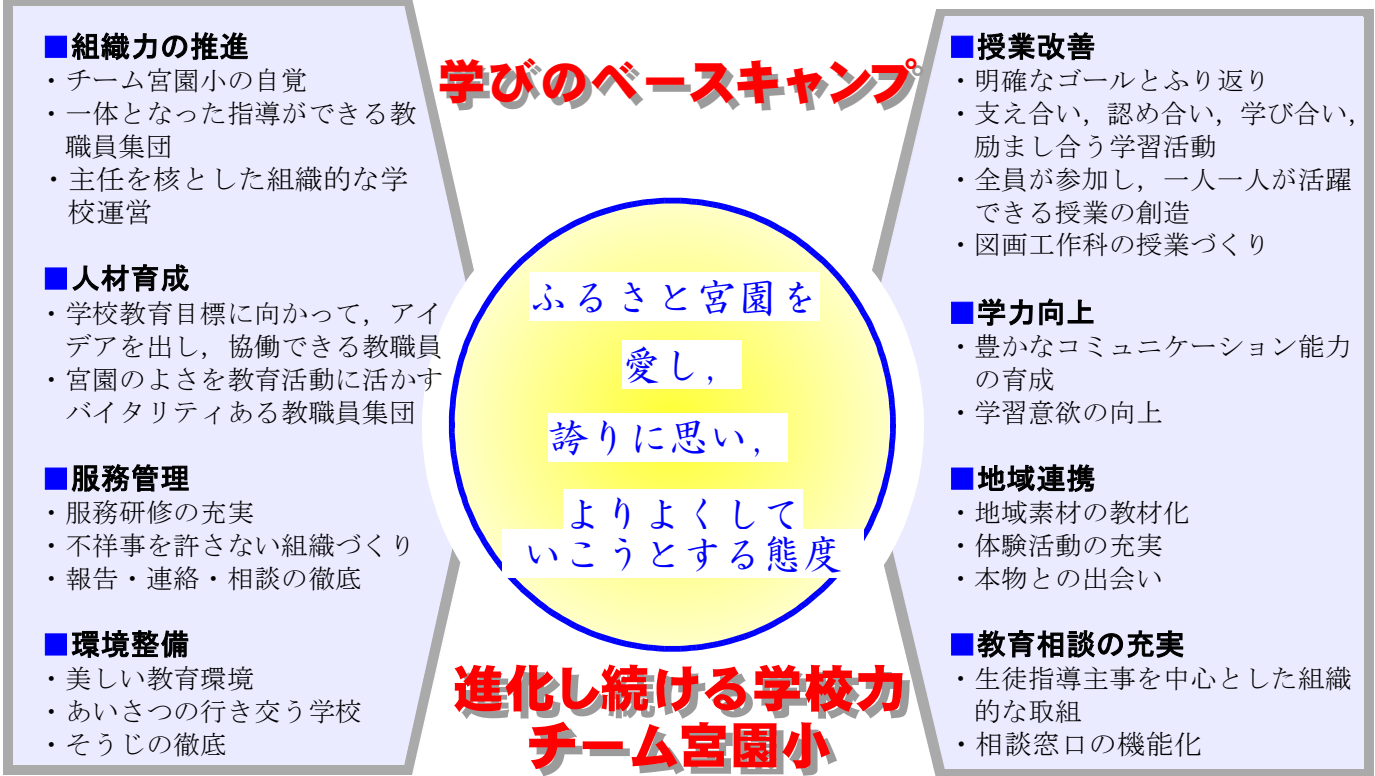 ■組織力の推進
・チーム宮園小の自覚
・一体となった指導ができる教
職員集団
・主任を核とした組織的な学
校運営
■人材育成
・学校教育目標に向かって，アイ
デアを出し，協働できる教職員
・宮園のよさを教育活動に活かす
バイタリティある教職員集団
■服務管理
・服務研修の充実
・不祥事を許さない組織づくり
・報告・連絡・相談の徹底
■環境整備
・美しい教育環境
・あいさつの行き交う学校
・そうじの徹底
学びのベースキャンプ
ふるさと宮園を
愛し，
誇りに思い，
よりよくして
いこうとする態度
進化し続ける学校力
チーム宮園小
■授業改善
・明確なゴールとふり返り
・支え合い，認め合い，学び合い，
励まし合う学習活動
・全員が参加し，一人一人が活躍
できる授業の創造
・図画工作科の授業づくり
■学力向上
・豊かなコミュニケーション能力
の育成
・学習意欲の向上
■地域連携
・地域素材の教材化
・体験活動の充実
・本物との出会い
■教育相談の充実
・生徒指導主事を中心とした組織
的な取組
・相談窓口の機能化